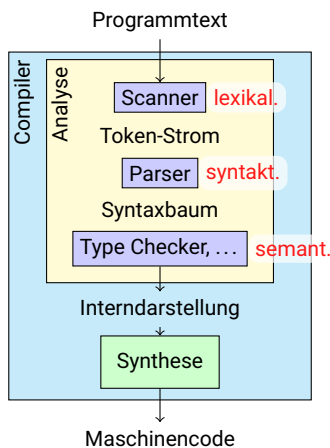 Programmtext
Compiler
Analyse
Scanner lexikal.
Token-Strom
Parser syntakt.
Syntaxbaum
Type Checker, ... semant.
Interndarstellung
Synthese
Maschinencode